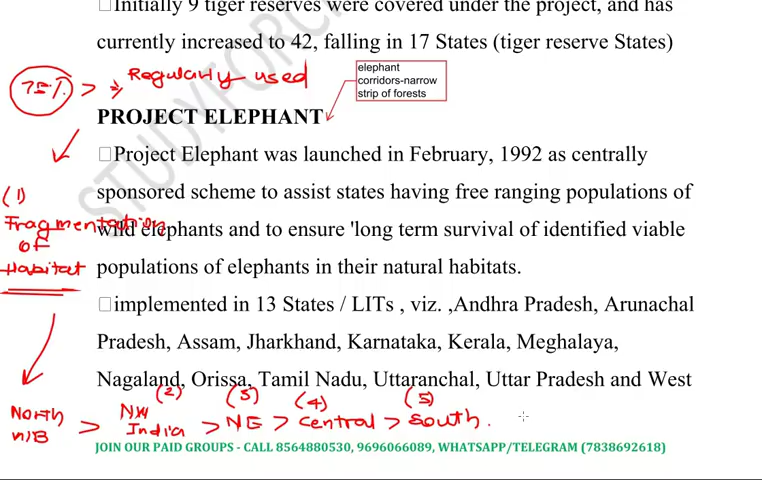 Initially 9 tiger reserves were covered under the project, and has
currently increased to 42, falling in 17 States (tiger reserve States)
elephant
corridors-narrow
strip of forests
75% > Regularly used
PROJECT ELEPHANT
Project Elephant was launched in February, 1992 as centrally
sponsored scheme to assist states having free ranging populations of
(1)
Fragmentation
wild elephants and to ensure 'long term survival of identified viable
of
Habitat
populations of elephants in their natural habitats.
implemented in 13 States / LITs , viz. ,Andhra Pradesh, Arunachal
Pradesh, Assam, Jharkhand, Karnataka, Kerala, Meghalaya,
Nagaland, Orissa, Tamil Nadu, Uttaranchal, Uttar Pradesh and West
(2) (3) (4) (5)
North > NW > NE > Central > South.
WB India
JOIN OUR PAID GROUPS - CALL 8564880530, 9696066089, WHATSAPP/TELEGRAM (7838692618)